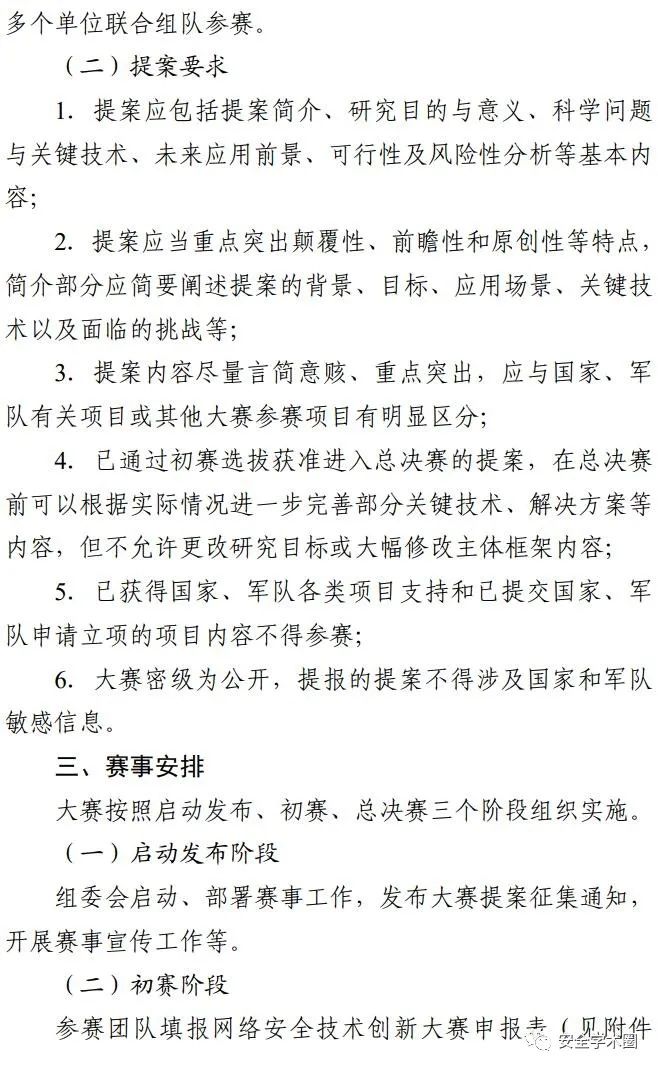 多个单位联合组队参赛。
（二）提案要求
1. 提案应包括提案简介、研究目的与意义、科学问题
与关键技术、未来应用前景、可行性及风险性分析等基本内
容；
2. 提案应当重点突出颠覆性、前瞻性和原创性等特点，
简介部分应简要阐述提案的背景、目标、应用场景、关键技
术以及面临的挑战等；
3. 提案内容尽量言简意赅、重点突出，应与国家、军
队有关项目或其他大赛参赛项目有明显区分；
4. 已通过初赛选拔获准进入总决赛的提案，在总决赛
前可以根据实际情况进一步完善部分关键技术、解决方案等
内容，但不允许更改研究目标或大幅修改主体框架内容；
5. 已获得国家、军队各类项目支持和已提交国家、军
队申请立项的项目内容不得参赛；
6. 大赛密级为公开，提报的提案不得涉及国家和军队
敏感信息。
三、赛事安排
大赛按照启动发布、初赛、总决赛三个阶段组织实施。
（一）启动发布阶段
组委会启动、部署赛事工作，发布大赛提案征集通知，
开展赛事宣传工作等。
（二）初赛阶段
参赛团队填报网络安全技术创新大赛申报表（见附件
安全学术圈